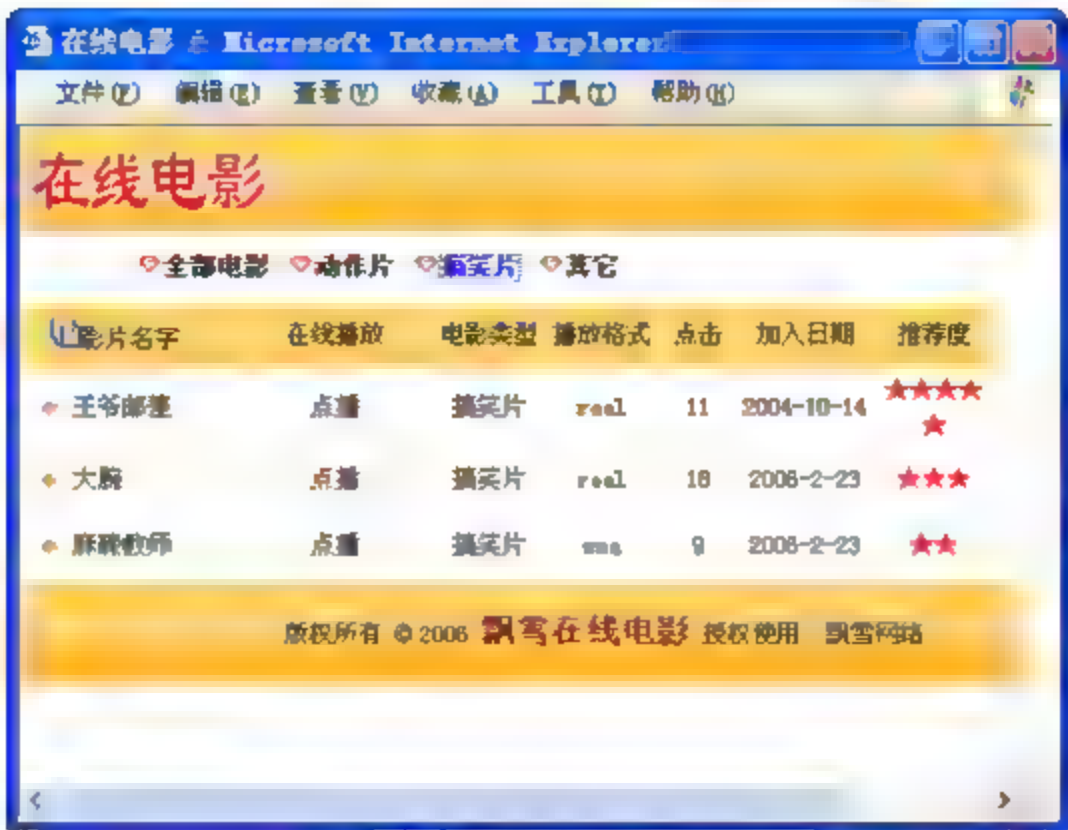 在线电影 - Microsoft Internet Explorer
文件(F) 编辑(E) 查看(V) 收藏(A) 工具(T) 帮助(H)
在线电影
全部电影 动作片 搞笑片 其它
影片名字 在线播放 电影类型 播放格式 点击 加入日期 推荐度
王爷 点播 搞笑片 real 11 2004-10-14
大腕 点播 搞笑片 real 18 2006-2-23
麻辣教师 点播 搞笑片 9 2006-2-23
版权所有 © 2006 飘雪在线电影 授权使用 飘雪网站